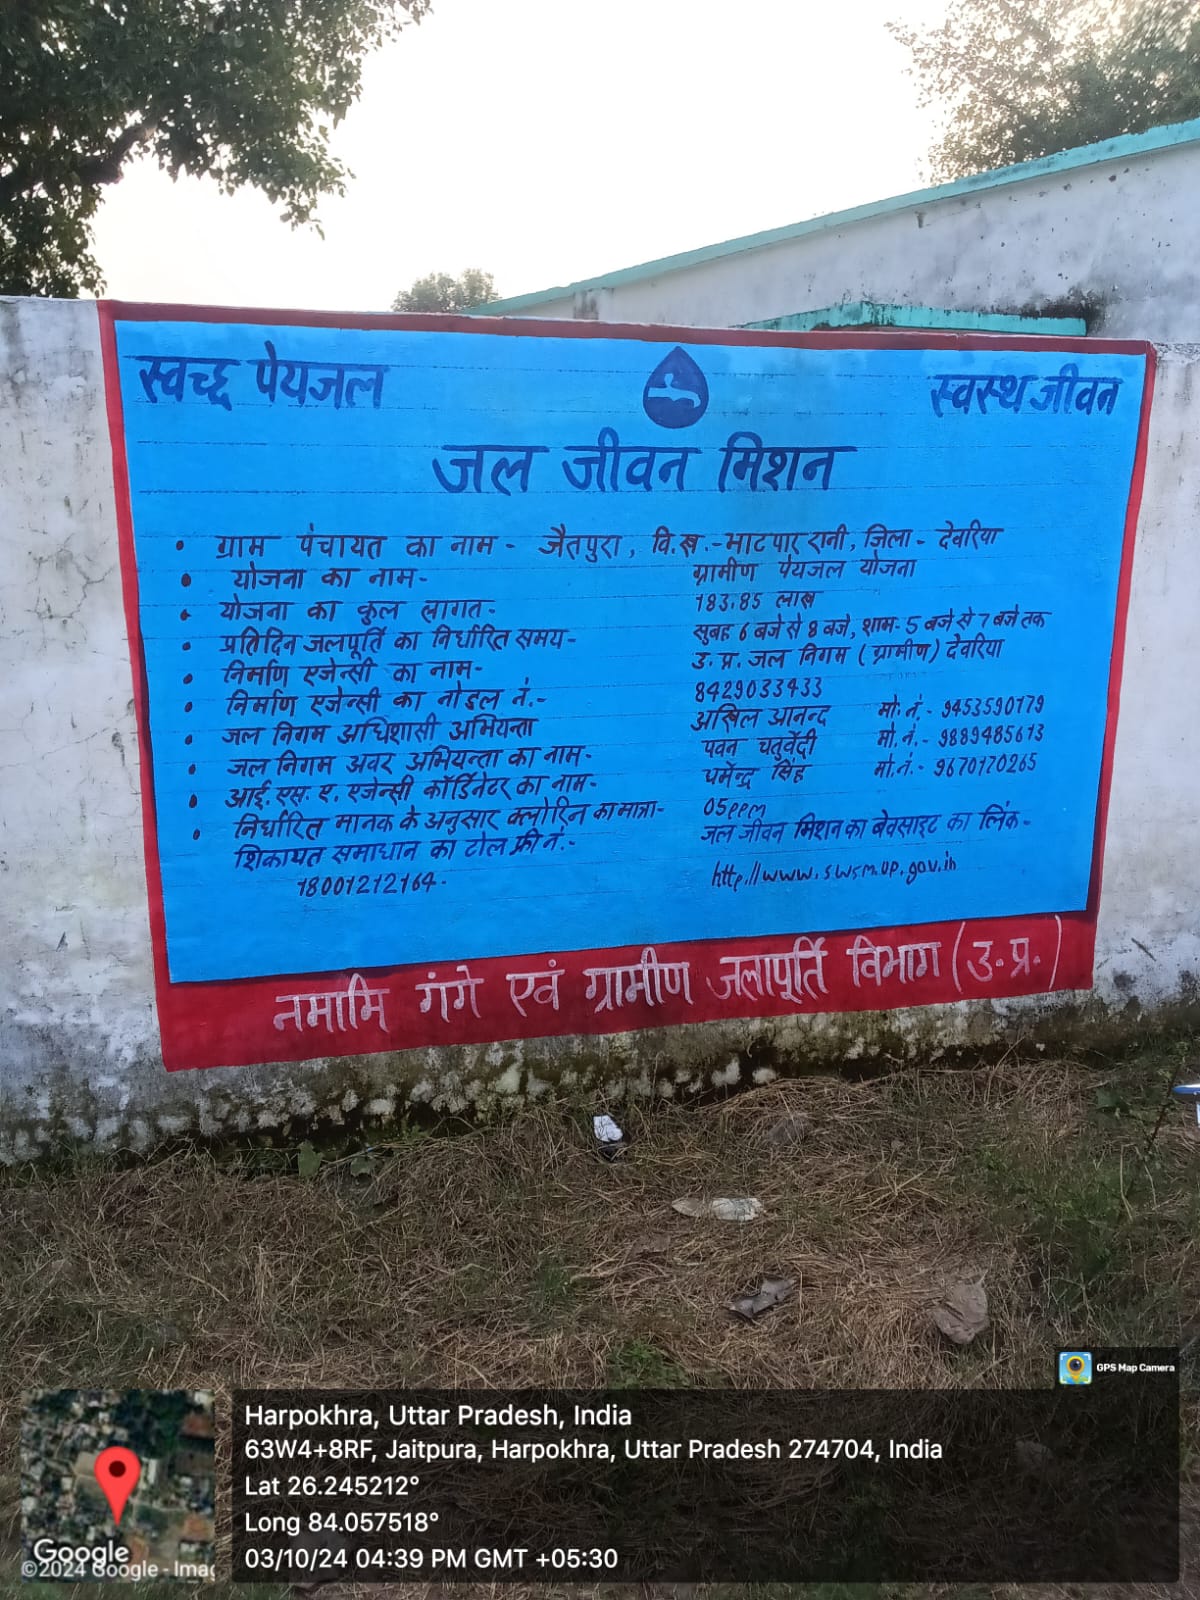 स्वच्छ पेयजल
स्वस्थ जीवन
जल जीवन मिशन
• ग्राम पंचायत का नाम - जैतपुरा, वि.ख.-भाटपार रानी, जिला - देवरिया
• योजना का नाम- ग्रामीण पेयजल योजना
• योजना का कुल लागत- 183.85 लाख
• प्रतिदिन जलपूर्ति का निर्धारित समय- सुबह 6 बजे से 8 बजे, शाम- 5 बजे से 7 बजे तक
• निर्माण एजेन्सी का नाम- उ. प्र. जल निगम (ग्रामीण) देवरिया
• निर्माण एजेन्सी का नोडल नं.- 8429033433
• जल निगम अधिशासी अभियन्ता अखिल आनन्द मो. नं.- 9453590179
• जल निगम अवर अभियन्ता का नाम- पवन चतुर्वेदी मो. नं.- 9889485613
• आई. एस. ए. एजेन्सी कॉर्डिनेटर का नाम- धर्मेन्द्र सिंह मो. नं.- 9670170265
• निर्धारित मानक के अनुसार क्लोरिन का मात्रा- 05ppm
शिकायत समाधान का टोल फ्री नं.- जल जीवन मिशन का बेवसाइट का लिंक-
18001212164. http.//www.swsm.up.gov.in
नमामि गंगे एवं ग्रामीण जलापूर्ति विभाग (उ.प्र.)
GPS Map Camera
Harpokhra, Uttar Pradesh, India
63W4+8RF, Jaitpura, Harpokhra, Uttar Pradesh 274704, India
Lat 26.245212°
Long 84.057518°
03/10/24 04:39 PM GMT +05:30
Google
©2024 Google - Imag